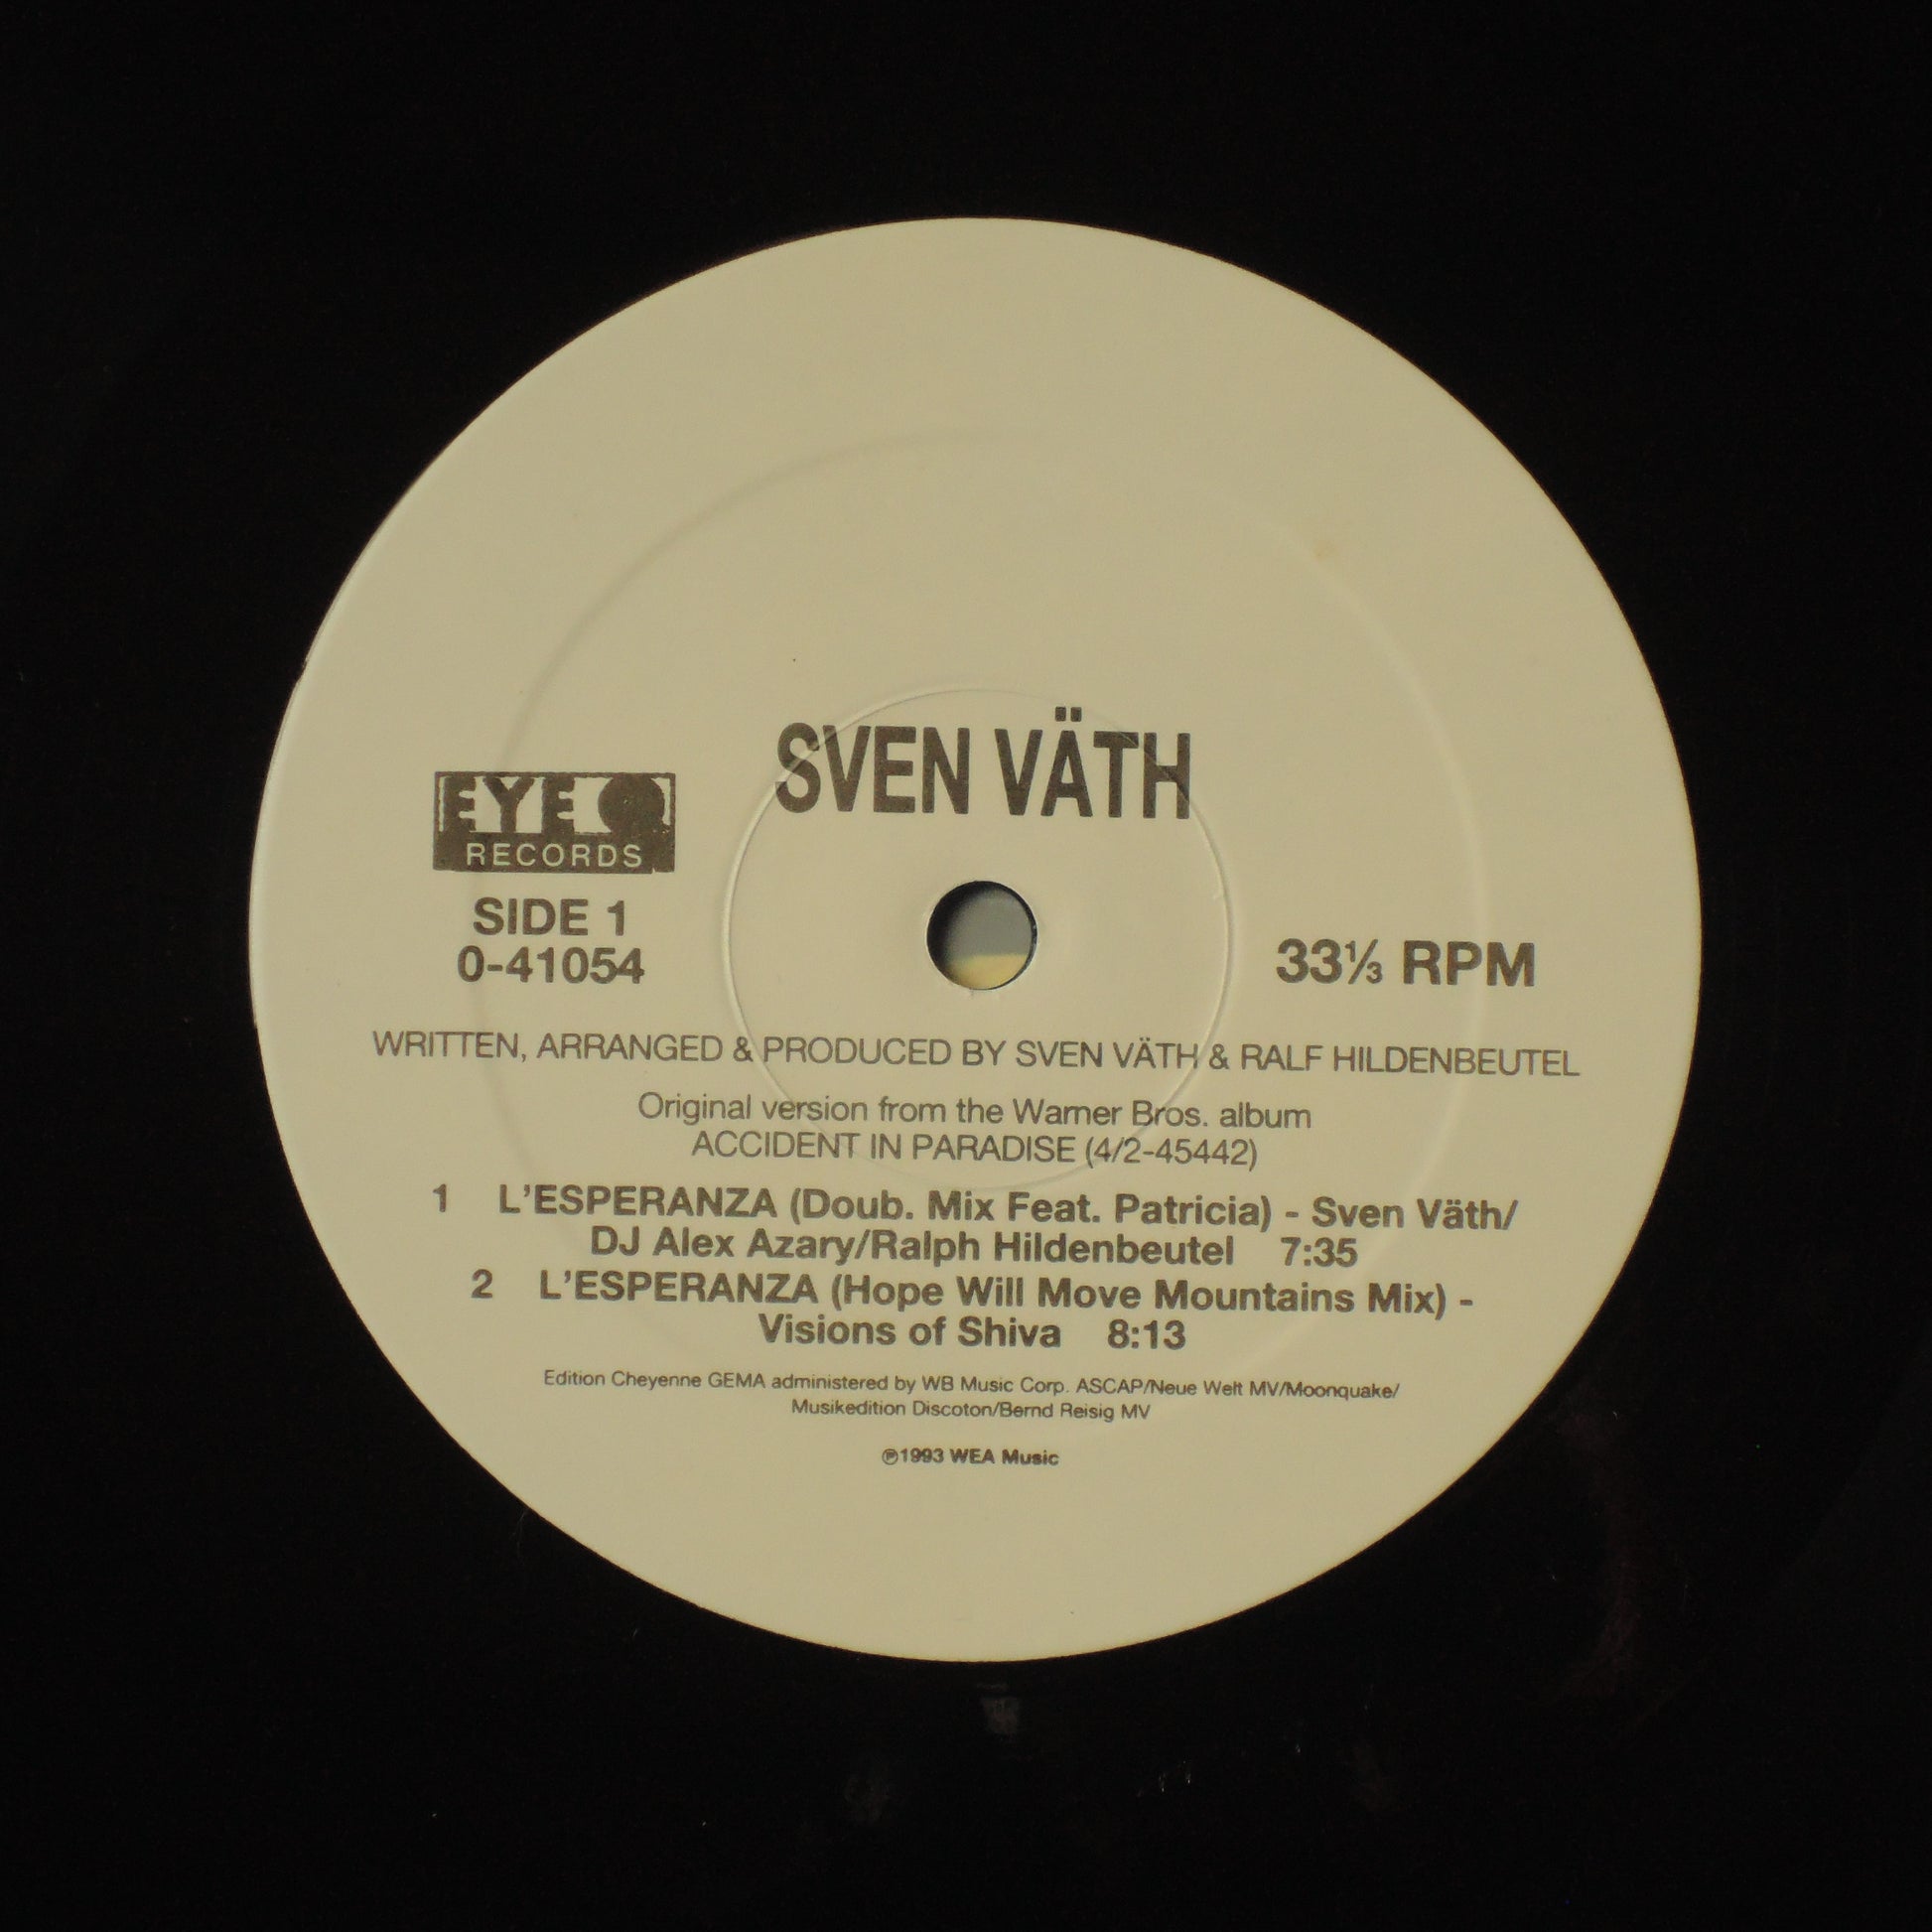 SVEN VÄTH
EYE Q
RECORDS
SIDE 1
0-41054
33⅓ RPM
WRITTEN, ARRANGED & PRODUCED BY SVEN VÄTH & RALF HILDENBEUTEL
Original version from the Warner Bros. album
ACCIDENT IN PARADISE (4/2-45442)
1 L'ESPERANZA (Doub. Mix Feat. Patricia) - Sven Väth/
DJ Alex Azary/Ralph Hildenbeutel 7:35
2 L'ESPERANZA (Hope Will Move Mountains Mix) -
Visions of Shiva 8:13
Edition Cheyenne GEMA administered by WB Music Corp. ASCAP/Neue Welt MV/Moonquake/
Musikedition Discoton/Bernd Reisig MV
℗1993 WEA Music